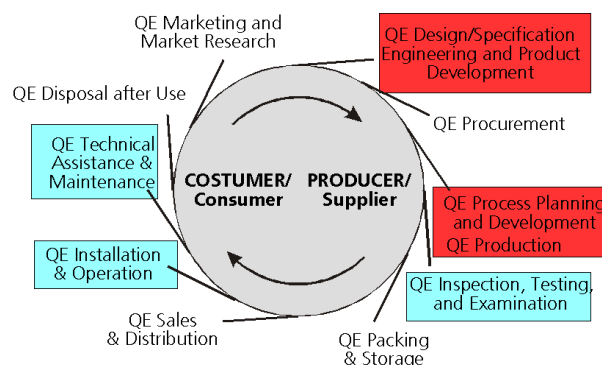 QE Marketing and
Market Research
QE Design/Specification
Engineering and Product
Development
QE Disposal after Use
QE Procurement
QE Technical
Assistance &
Maintenance
COSTUMER/
Consumer
PRODUCER/
Supplier
QE Process Planning
and Development
QE Production
QE Installation
& Operation
QE Inspection, Testing,
and Examination
QE Sales
& Distribution
QE Packing
& Storage